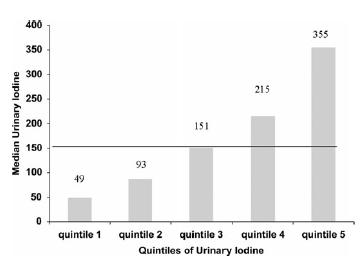 Median Urinary Iodine
400
350
300
250
200
150
100
50
0
49
93
151
215
355
quintile 1
quintile 2
quintile 3
quintile 4
quintile 5
Quintiles of Urinary Iodine